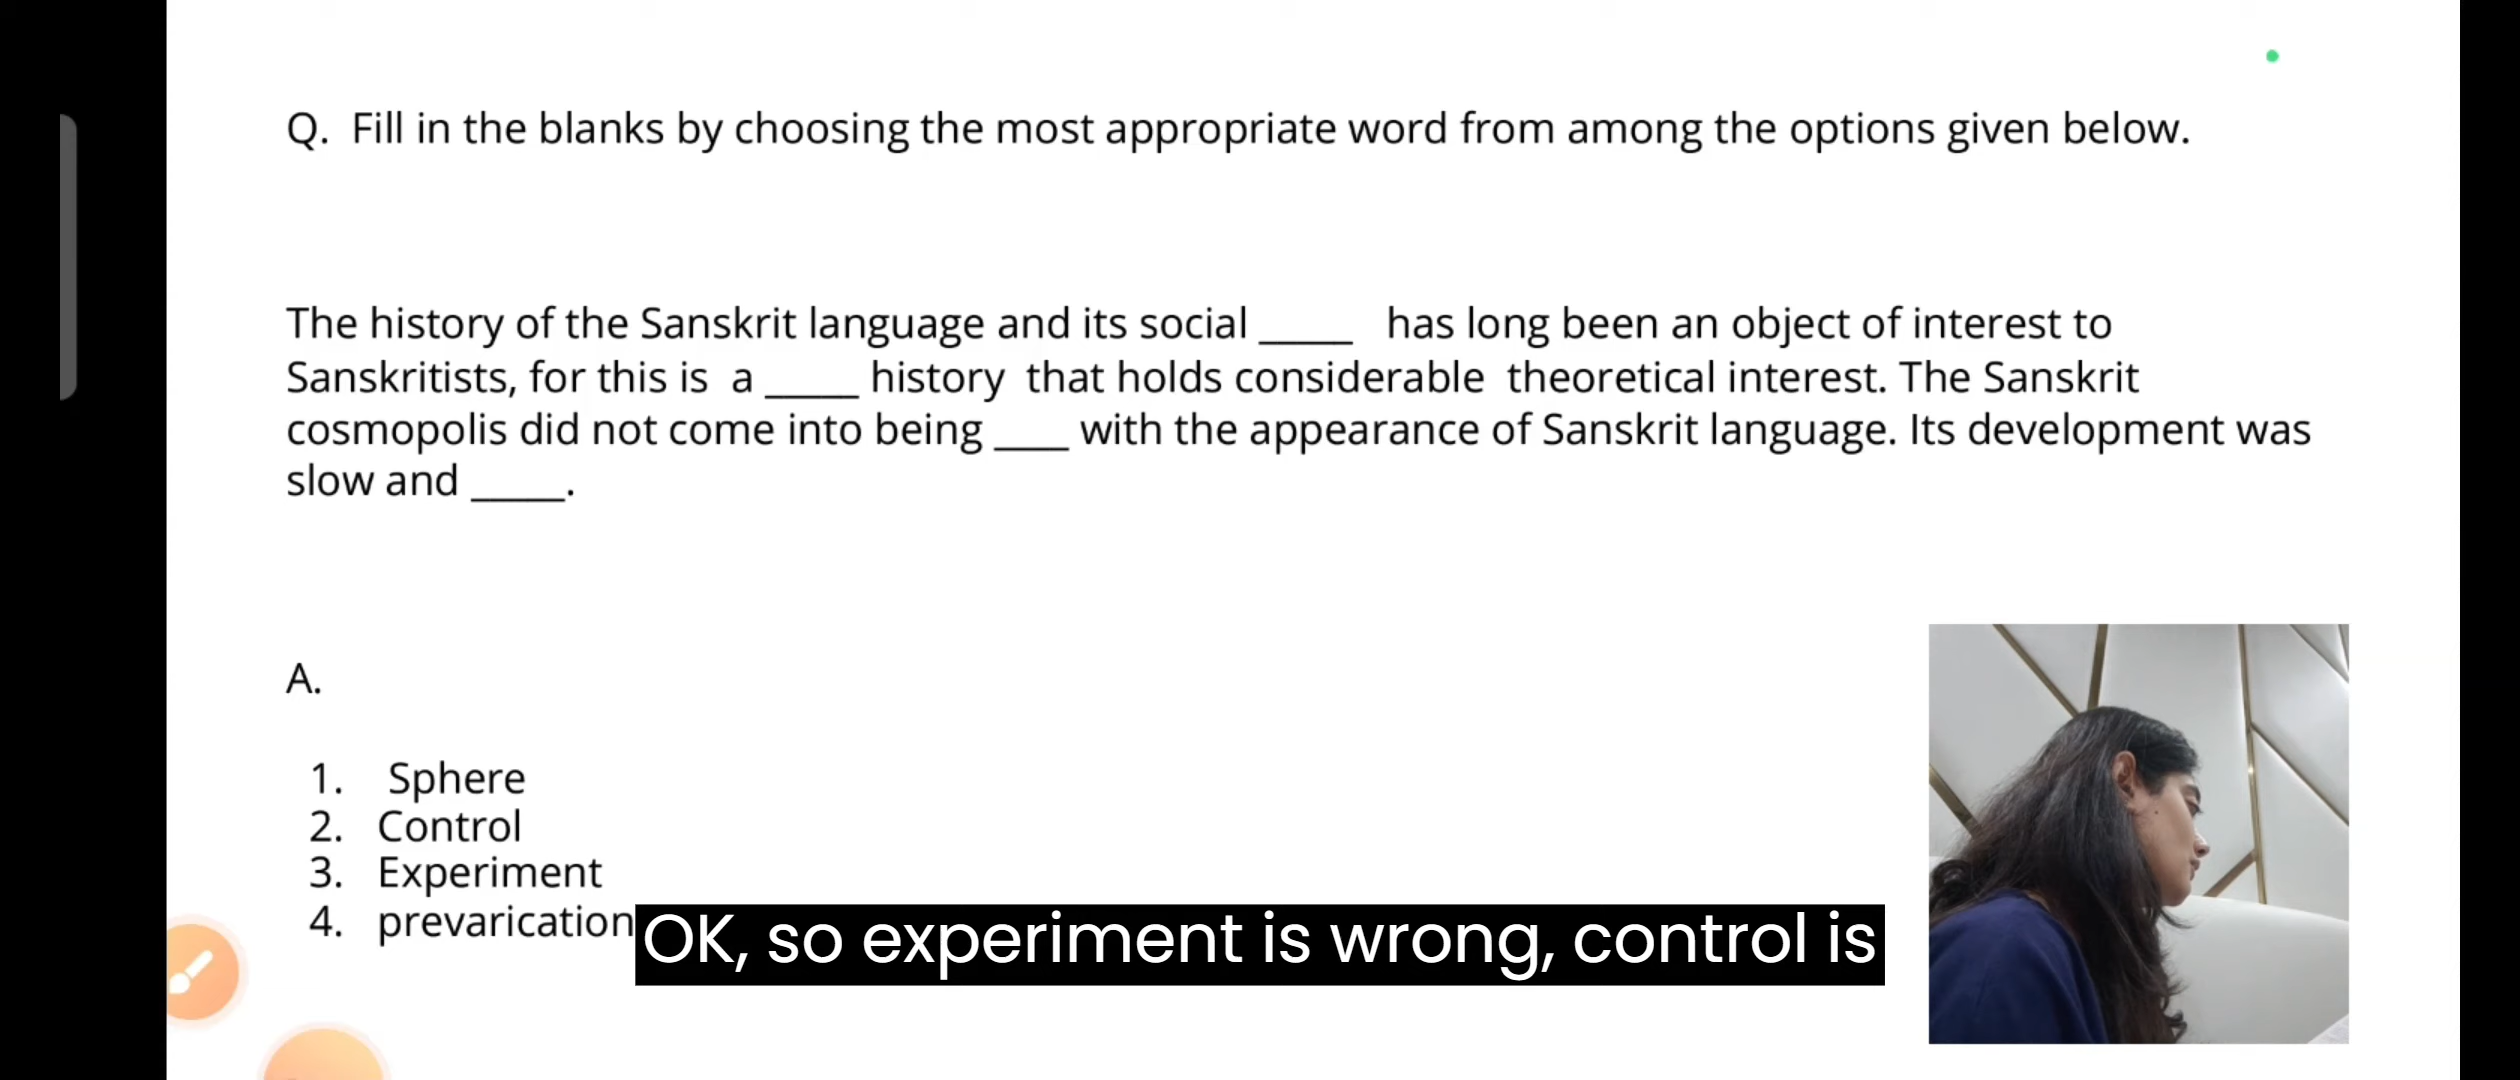 Q. Fill in the blanks by choosing the most appropriate word from among the options given below.
The history of the Sanskrit language and its social _____ has long been an object of interest to
Sanskritists, for this is a _____ history that holds considerable theoretical interest. The Sanskrit
cosmopolis did not come into being ____ with the appearance of Sanskrit language. Its development was
slow and _____.
A.
1. Sphere
2. Control
3. Experiment
4. prevarication
OK, so experiment is wrong, control is